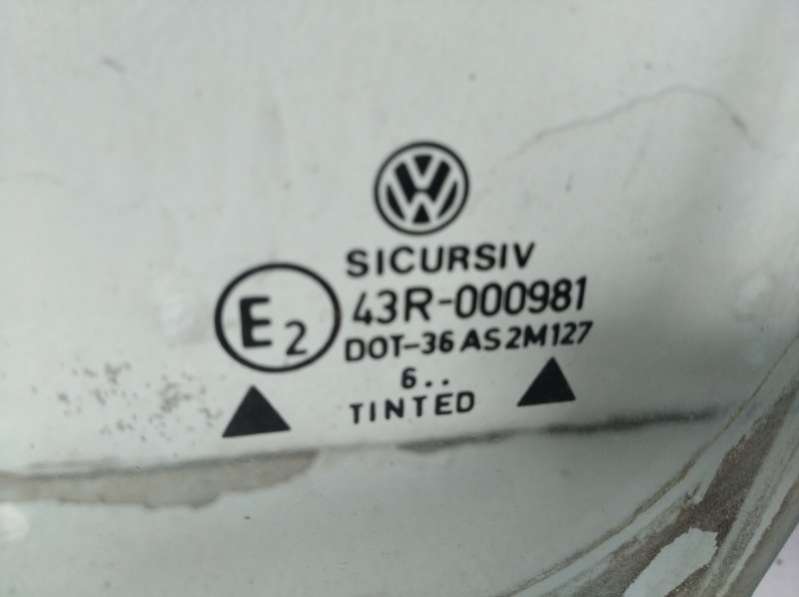 SICURSIV
E2
43R-000981
DOT-36 AS2M127
6..
TINTED